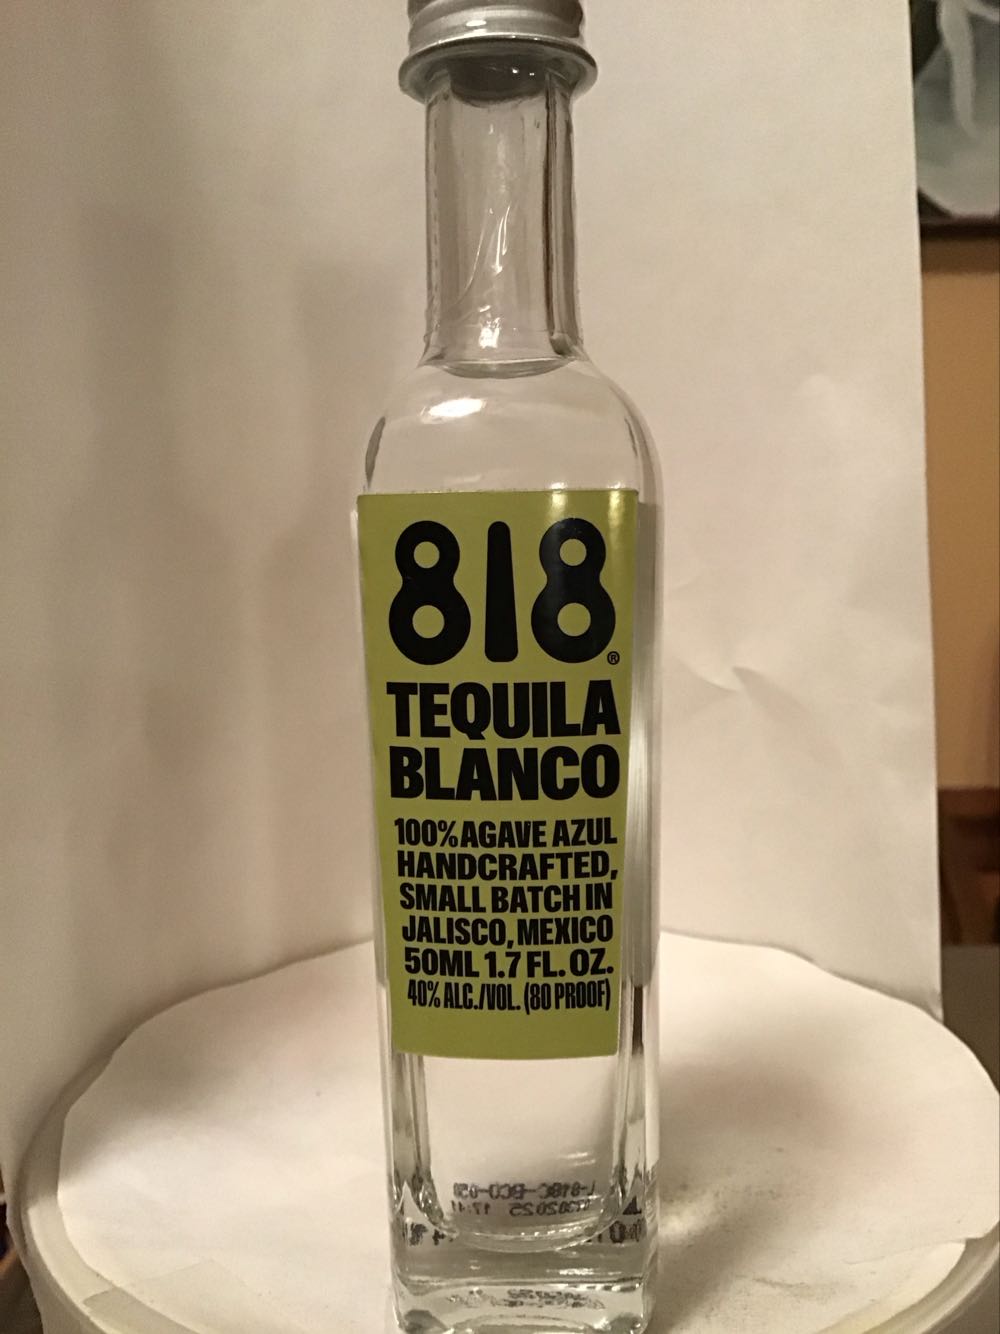 818®
TEQUILA
BLANCO
100% AGAVE AZUL
HANDCRAFTED,
SMALL BATCH IN
JALISCO, MEXICO
50ML 1.7 FL. OZ.
40% ALC./VOL. (80 PROOF)